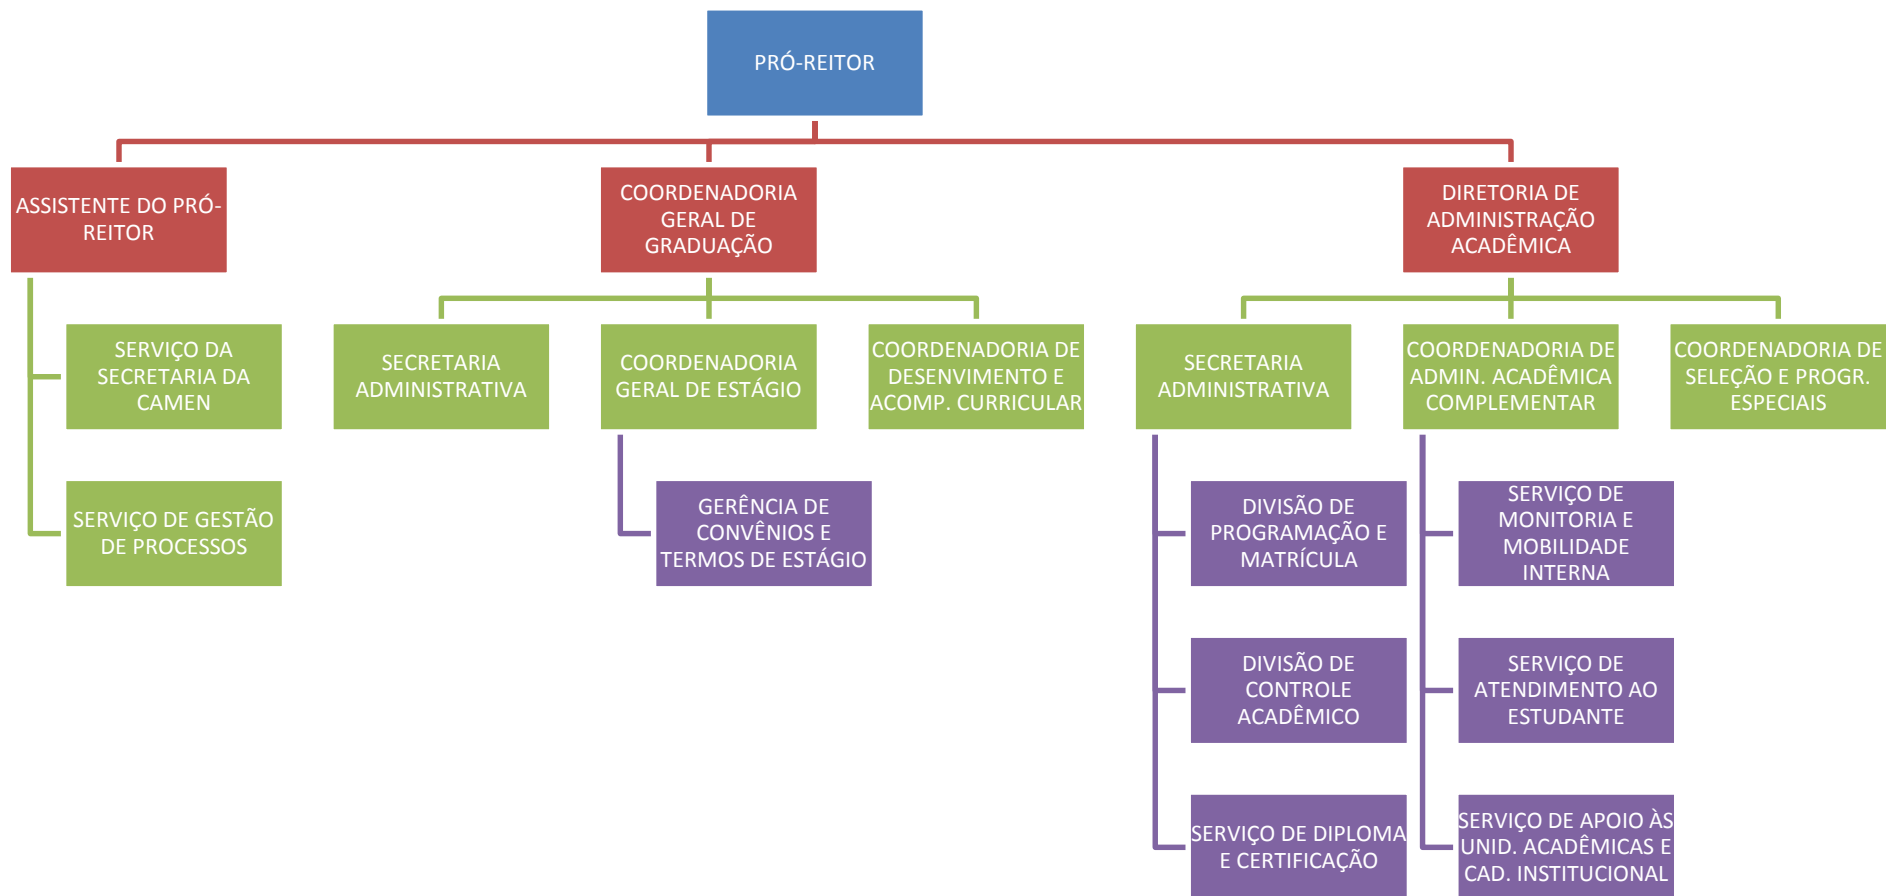 PRÓ-REITOR
ASSISTENTE DO PRÓ-
REITOR
COORDENADORIA
GERAL DE
GRADUAÇÃO
DIRETORIA DE
ADMINISTRAÇÃO
ACADÊMICA
SERVIÇO DA
SECRETARIA DA
CAMEN
SECRETARIA
ADMINISTRATIVA
COORDENADORIA
GERAL DE ESTÁGIO
COORDENADORIA DE
DESENVIMENTO E
ACOMP. CURRICULAR
SECRETARIA
ADMINISTRATIVA
COORDENADORIA DE
ADMIN. ACADÊMICA
COMPLEMENTAR
COORDENADORIA DE
SELEÇÃO E PROGR.
ESPECIAIS
SERVIÇO DE GESTÃO
DE PROCESSOS
GERÊNCIA DE
CONVÊNIOS E
TERMOS DE ESTÁGIO
DIVISÃO DE
PROGRAMAÇÃO E
MATRÍCULA
SERVIÇO DE
MONITORIA E
MOBILIDADE
INTERNA
DIVISÃO DE
CONTROLE
ACADÊMICO
SERVIÇO DE
ATENDIMENTO AO
ESTUDANTE
SERVIÇO DE DIPLOMA
E CERTIFICAÇÃO
SERVIÇO DE APOIO ÀS
UNID. ACADÊMICAS E
CAD. INSTITUCIONAL